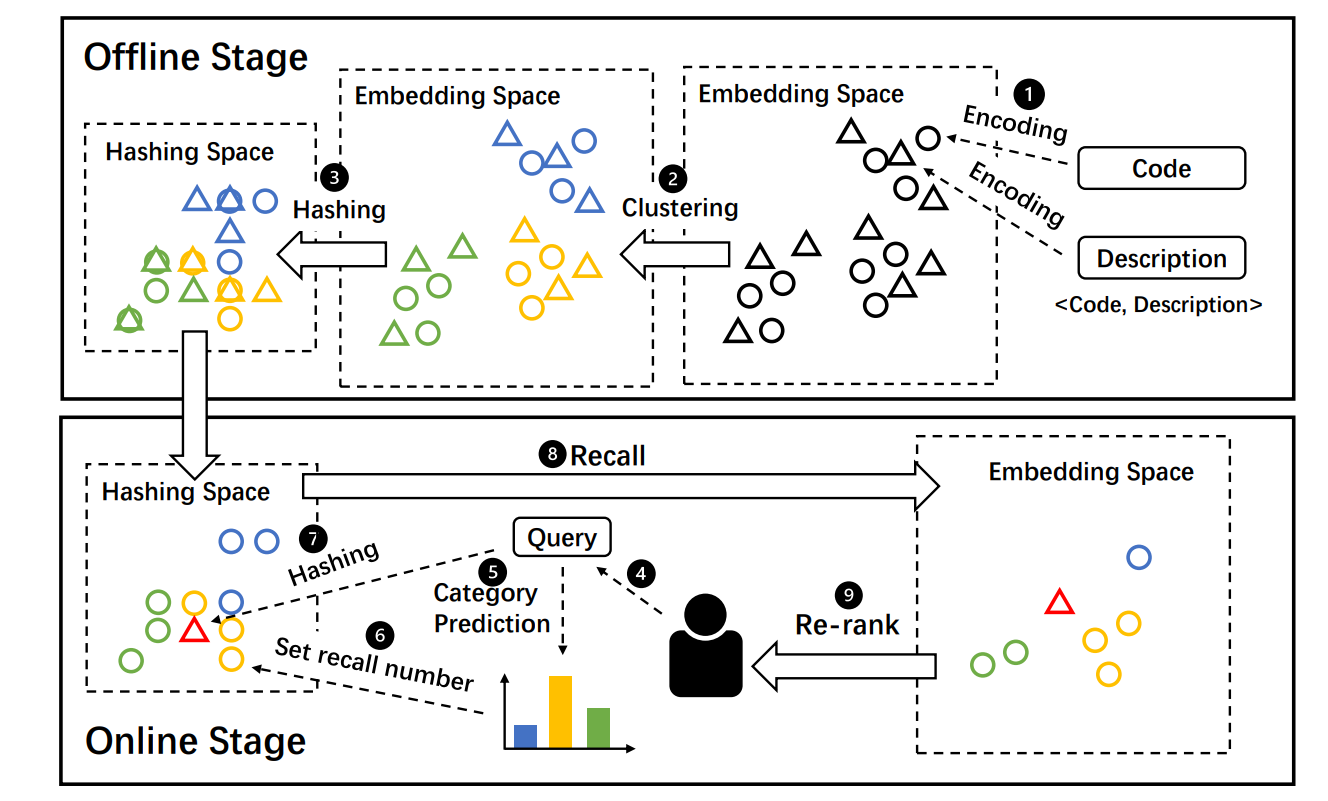 Offline Stage
Embedding Space
Embedding Space
1
Encoding
Code
Hashing Space
3
Hashing
2
Clustering
Encoding
Description
<Code, Description>
8 Recall
Hashing Space
Embedding Space
7
Hashing
Query
5
Category
Prediction
4
6
Set recall number
9
Re-rank
Online Stage